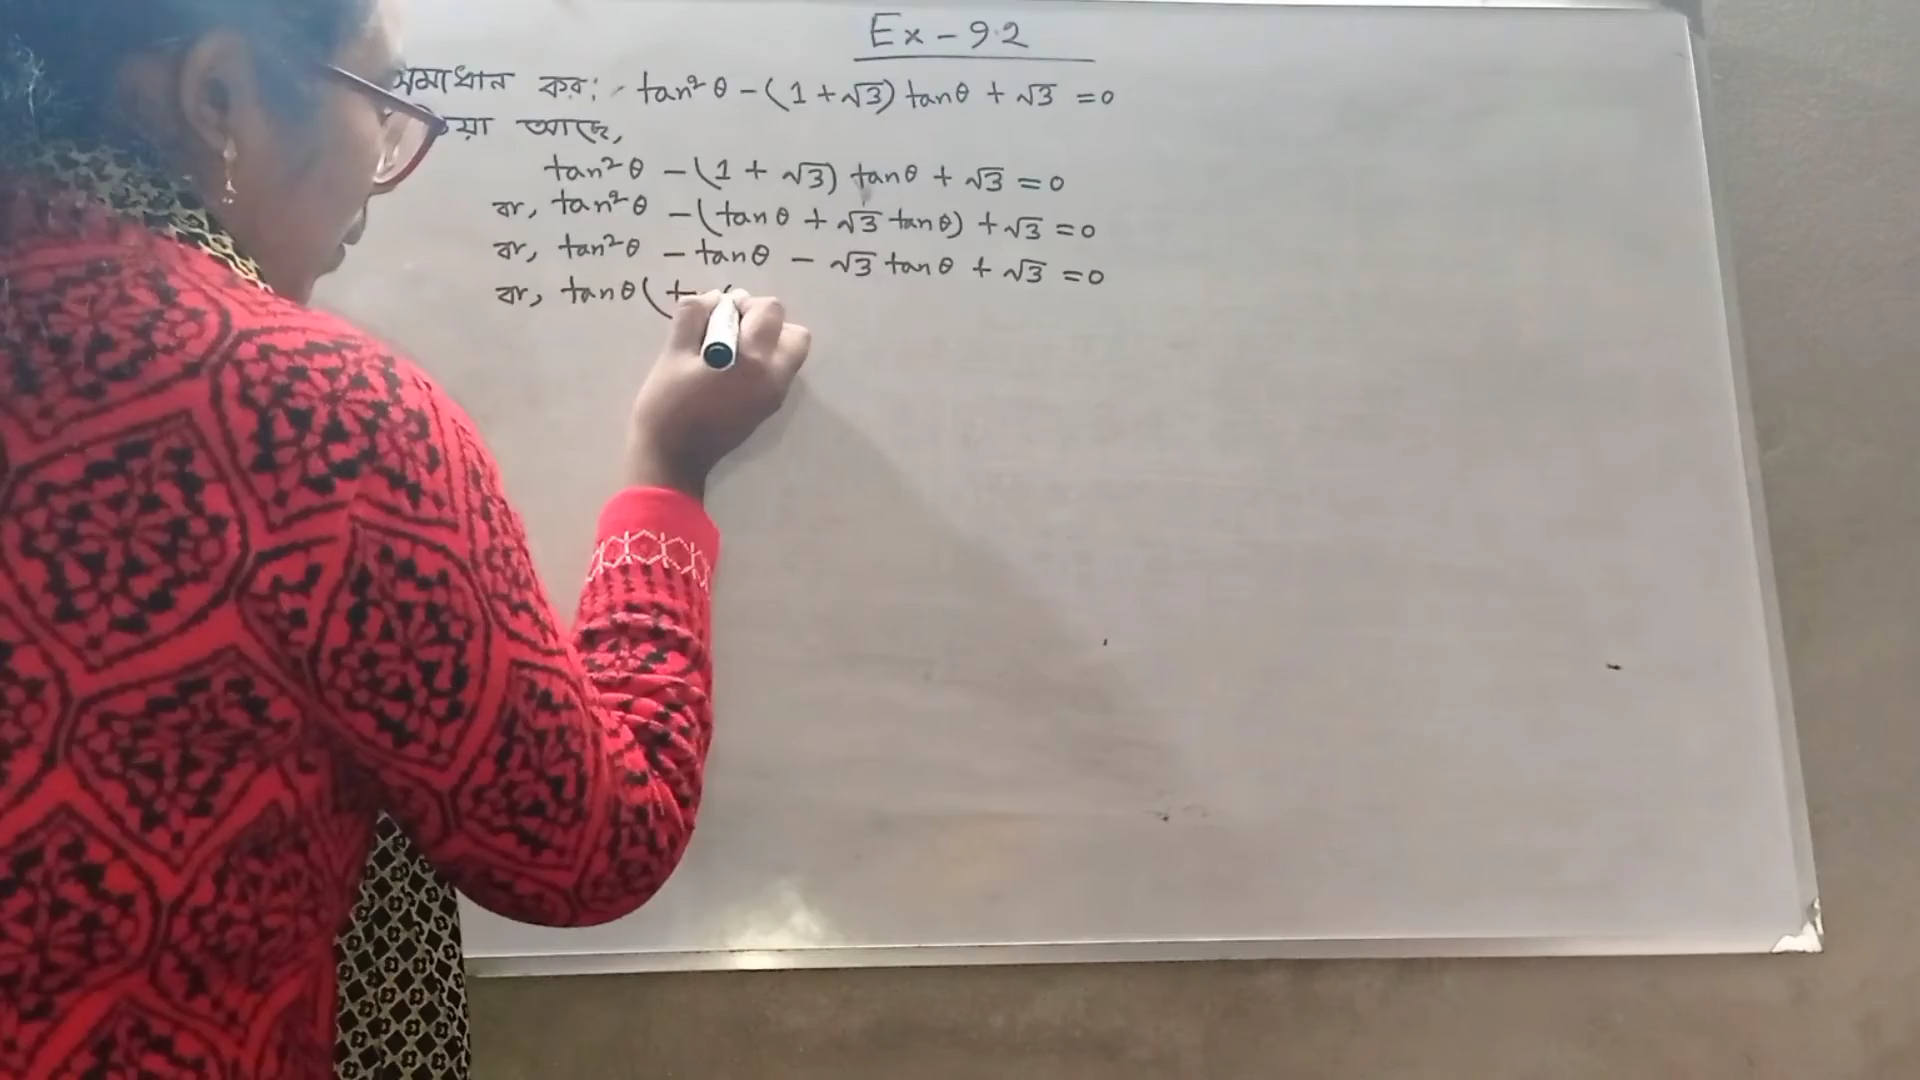 Ex - 9.2
সমাধান কর: tan²θ - (1 + √3) tanθ + √3 = 0
আছে,
tan²θ - (1 + √3) tanθ + √3 = 0
বা, tan²θ - (tanθ + √3 tanθ) + √3 = 0
বা, tan²θ - tanθ - √3 tanθ + √3 = 0
বা, tanθ (